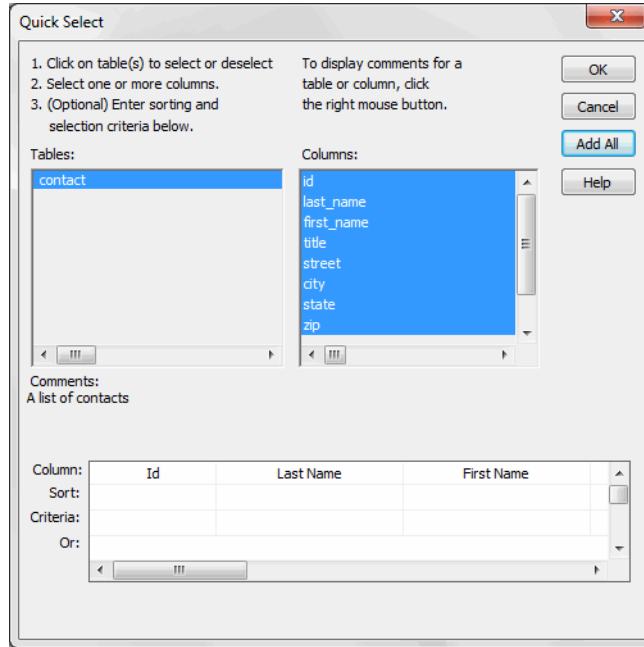 Quick Select
1. Click on table(s) to select or deselect
2. Select one or more columns.
3. (Optional) Enter sorting and
selection criteria below.
To display comments for a
table or column, click
the right mouse button.
OK
Cancel
Add All
Help
Tables:
contact
Columns:
id
last_name
first_name
title
street
city
state
zip
Comments:
A list of contacts
Column: Id Last Name First Name
Sort:
Criteria:
Or: